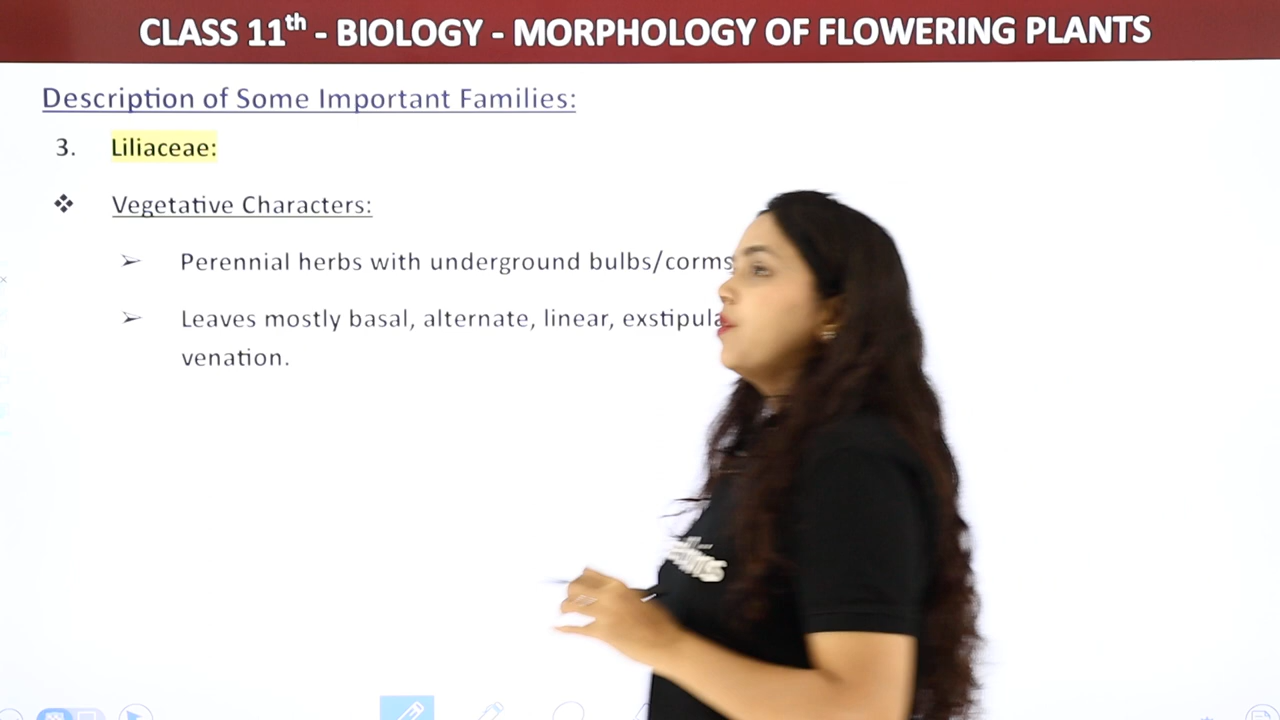 CLASS 11th - BIOLOGY - MORPHOLOGY OF FLOWERING PLANTS
Description of Some Important Families:
3. Liliaceae:
❖ Vegetative Characters:
➢ Perennial herbs with underground bulbs/corms
➢ Leaves mostly basal, alternate, linear,
venation.